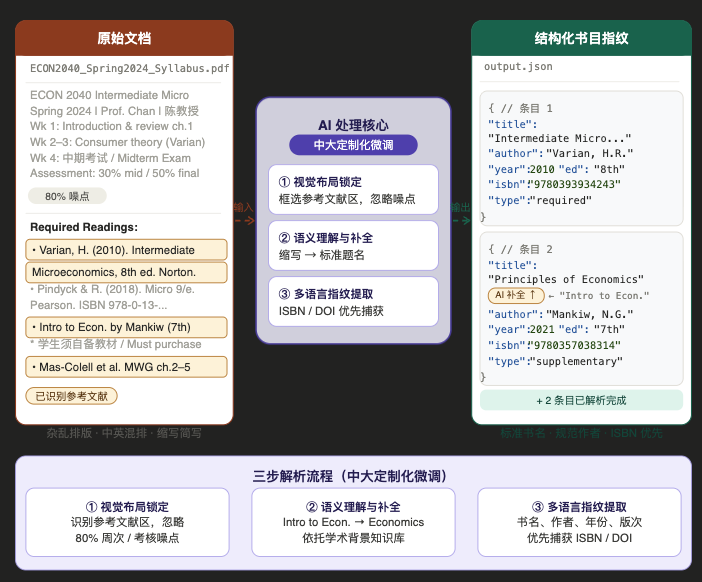 原始文档
ECON2040_Spring2024_Syllabus.pdf
ECON 2040 Intermediate Micro
Spring 2024 | Prof. Chan | 陈教授
Wk 1: Introduction & review ch.1
Wk 2–3: Consumer theory (Varian)
Wk 4: 中期考试 / Midterm Exam
Assessment: 30% mid / 50% final
80% 噪点
Required Readings:
• Varian, H. (2010). Intermediate
Microeconomics, 8th ed. Norton.
• Pindyck & R. (2018). Micro 9/e.
Pearson. ISBN 978-0-13-...
• Intro to Econ. by Mankiw (7th)
* 学生须自备教材 / Must purchase
• Mas-Colell et al. MWG ch.2–5
已识别参考文献
杂乱排版 · 中英混排 · 缩写简写
输入
AI 处理核心
中大定制化微调
① 视觉布局锁定
框选参考文献区，忽略噪点
② 语义理解与补全
缩写 → 标准题名
③ 多语言指纹提取
ISBN / DOI 优先捕获
输出
结构化书目指纹
output.json
{ // 条目 1
"title":
"Intermediate Micro..."
"author": "Varian, H.R."
"year": 2010 "ed": "8th"
"isbn": "9780393934243"
"type": "required"
}
{ // 条目 2
"title":
"Principles of Economics"
AI 补全 ↑ ← "Intro to Econ."
"author": "Mankiw, N.G."
"year": 2021 "ed": "7th"
"isbn": "9780357038314"
"type": "supplementary"
}
+ 2 条目已解析完成
标准书名 · 规范作者 · ISBN 优先
三步解析流程（中大定制化微调）
① 视觉布局锁定
识别参考文献区，忽略
80% 周次 / 考核噪点
② 语义理解与补全
Intro to Econ. → Economics
依托学术背景知识库
③ 多语言指纹提取
书名、作者、年份、版次
优先捕获 ISBN / DOI